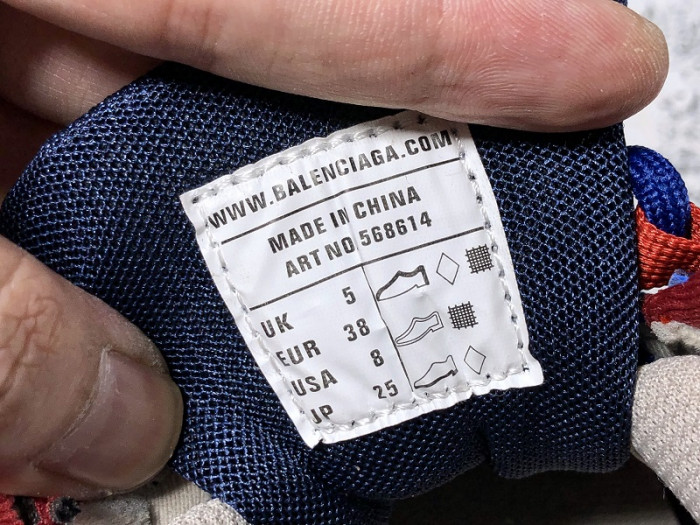 WWW.BALENCIAGA.COM
MADE IN CHINA
ART NO 568614
UK 5
EUR 38
USA 8
JP 25